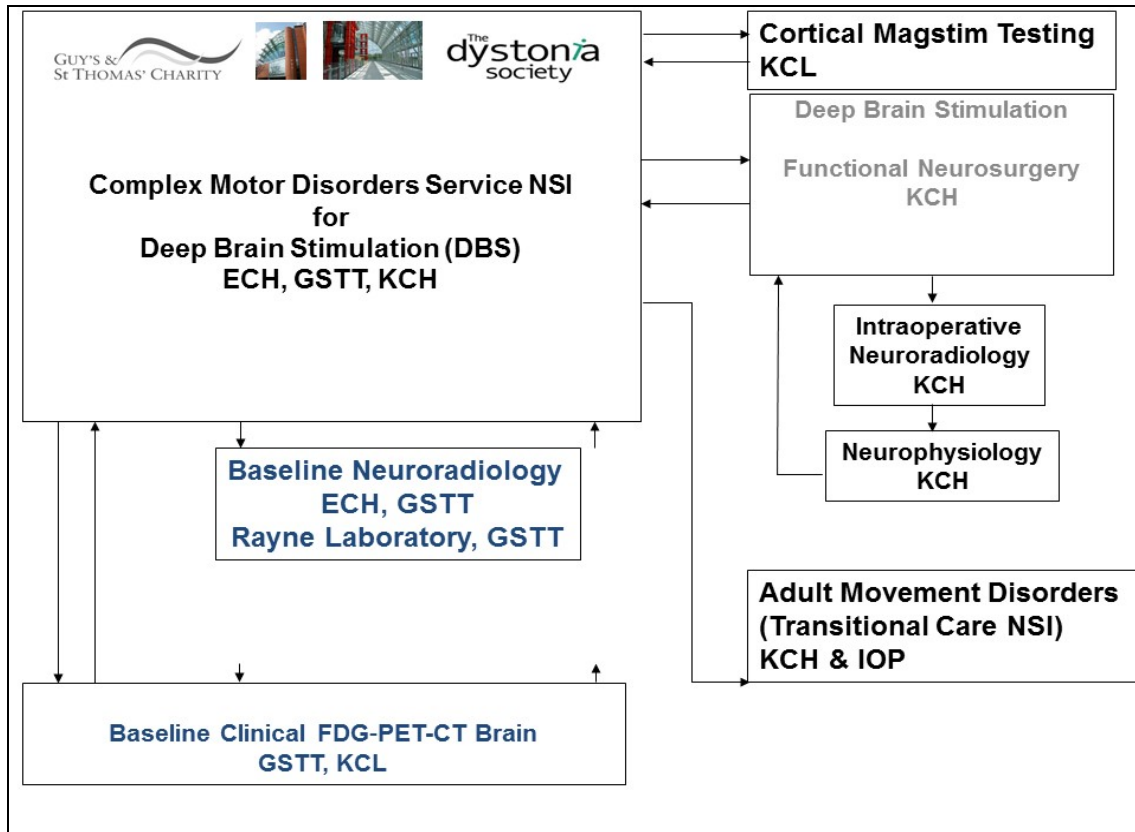 GUY'S &
ST THOMAS' CHARITY
The
dystonia
society
Complex Motor Disorders Service NSI
for
Deep Brain Stimulation (DBS)
ECH, GSTT, KCH
Cortical Magstim Testing
KCL
Deep Brain Stimulation
Functional Neurosurgery
KCH
Intraoperative
Neuroradiology
KCH
Neurophysiology
KCH
Baseline Neuroradiology
ECH, GSTT
Rayne Laboratory, GSTT
Adult Movement Disorders
(Transitional Care NSI)
KCH & IOP
Baseline Clinical FDG-PET-CT Brain
GSTT, KCL